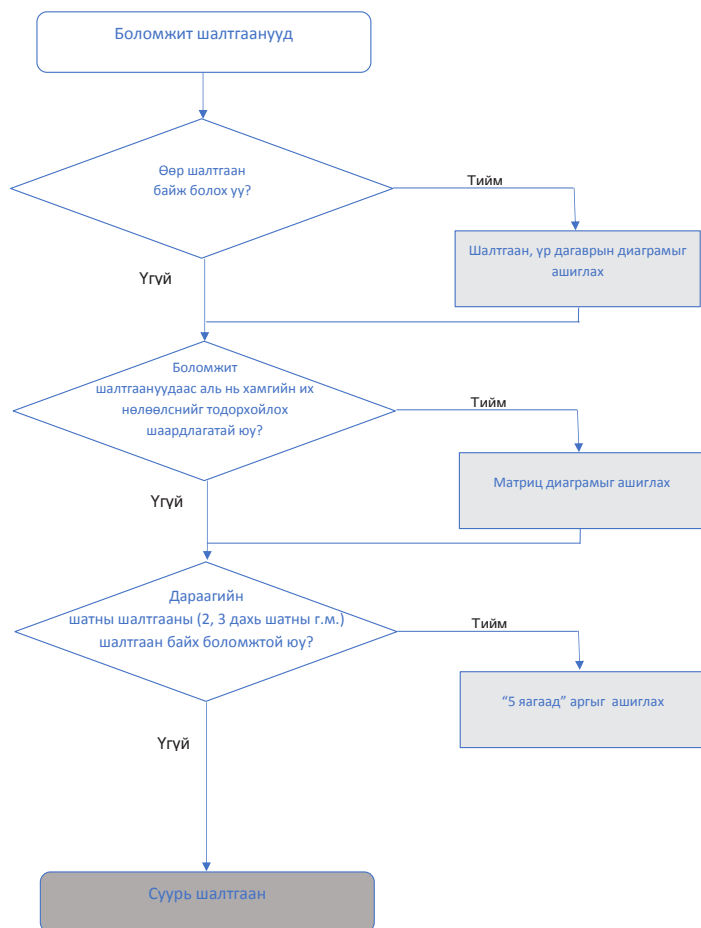 Боломжит шалтгаанууд
Өөр шалтгаан
байж болох уу?
Тийм
Шалтгаан, үр дагаврын диаграмыг
ашиглах
Үгүй
Боломжит
шалтгаануудаас аль нь хамгийн их
нөлөөлснийг тодорхойлох
шаардлагатай юу?
Тийм
Матриц диаграмыг ашиглах
Үгүй
Дараагийн
шатны шалтгааны (2, 3 дахь шатны г.м.)
шалтгаан байх боломжтой юу?
Тийм
“5 яагаад” аргыг ашиглах
Үгүй
Суурь шалтгаан